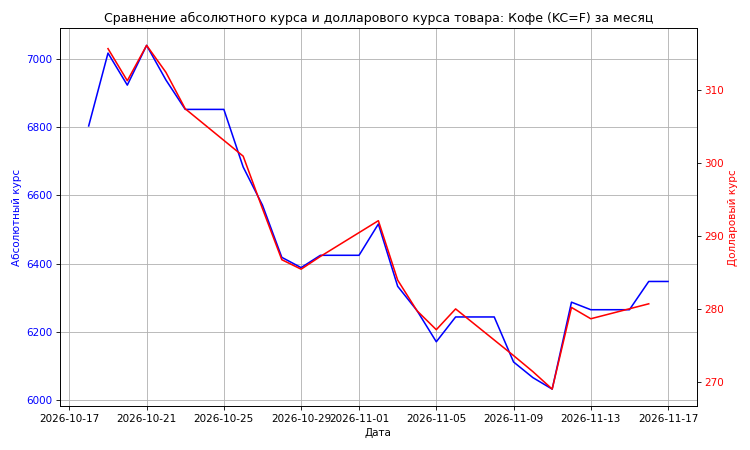 Сравнение абсолютного курса и долларового курса товара: Кофе (KC=F) за месяц
Абсолютный курс
7000
6800
6600
6400
6200
6000
310
300
290
280
270
Долларовый курс
2026-10-17 2026-10-21 2026-10-25 2026-10-29 2026-11-01 2026-11-05 2026-11-09 2026-11-13 2026-11-17
Дата